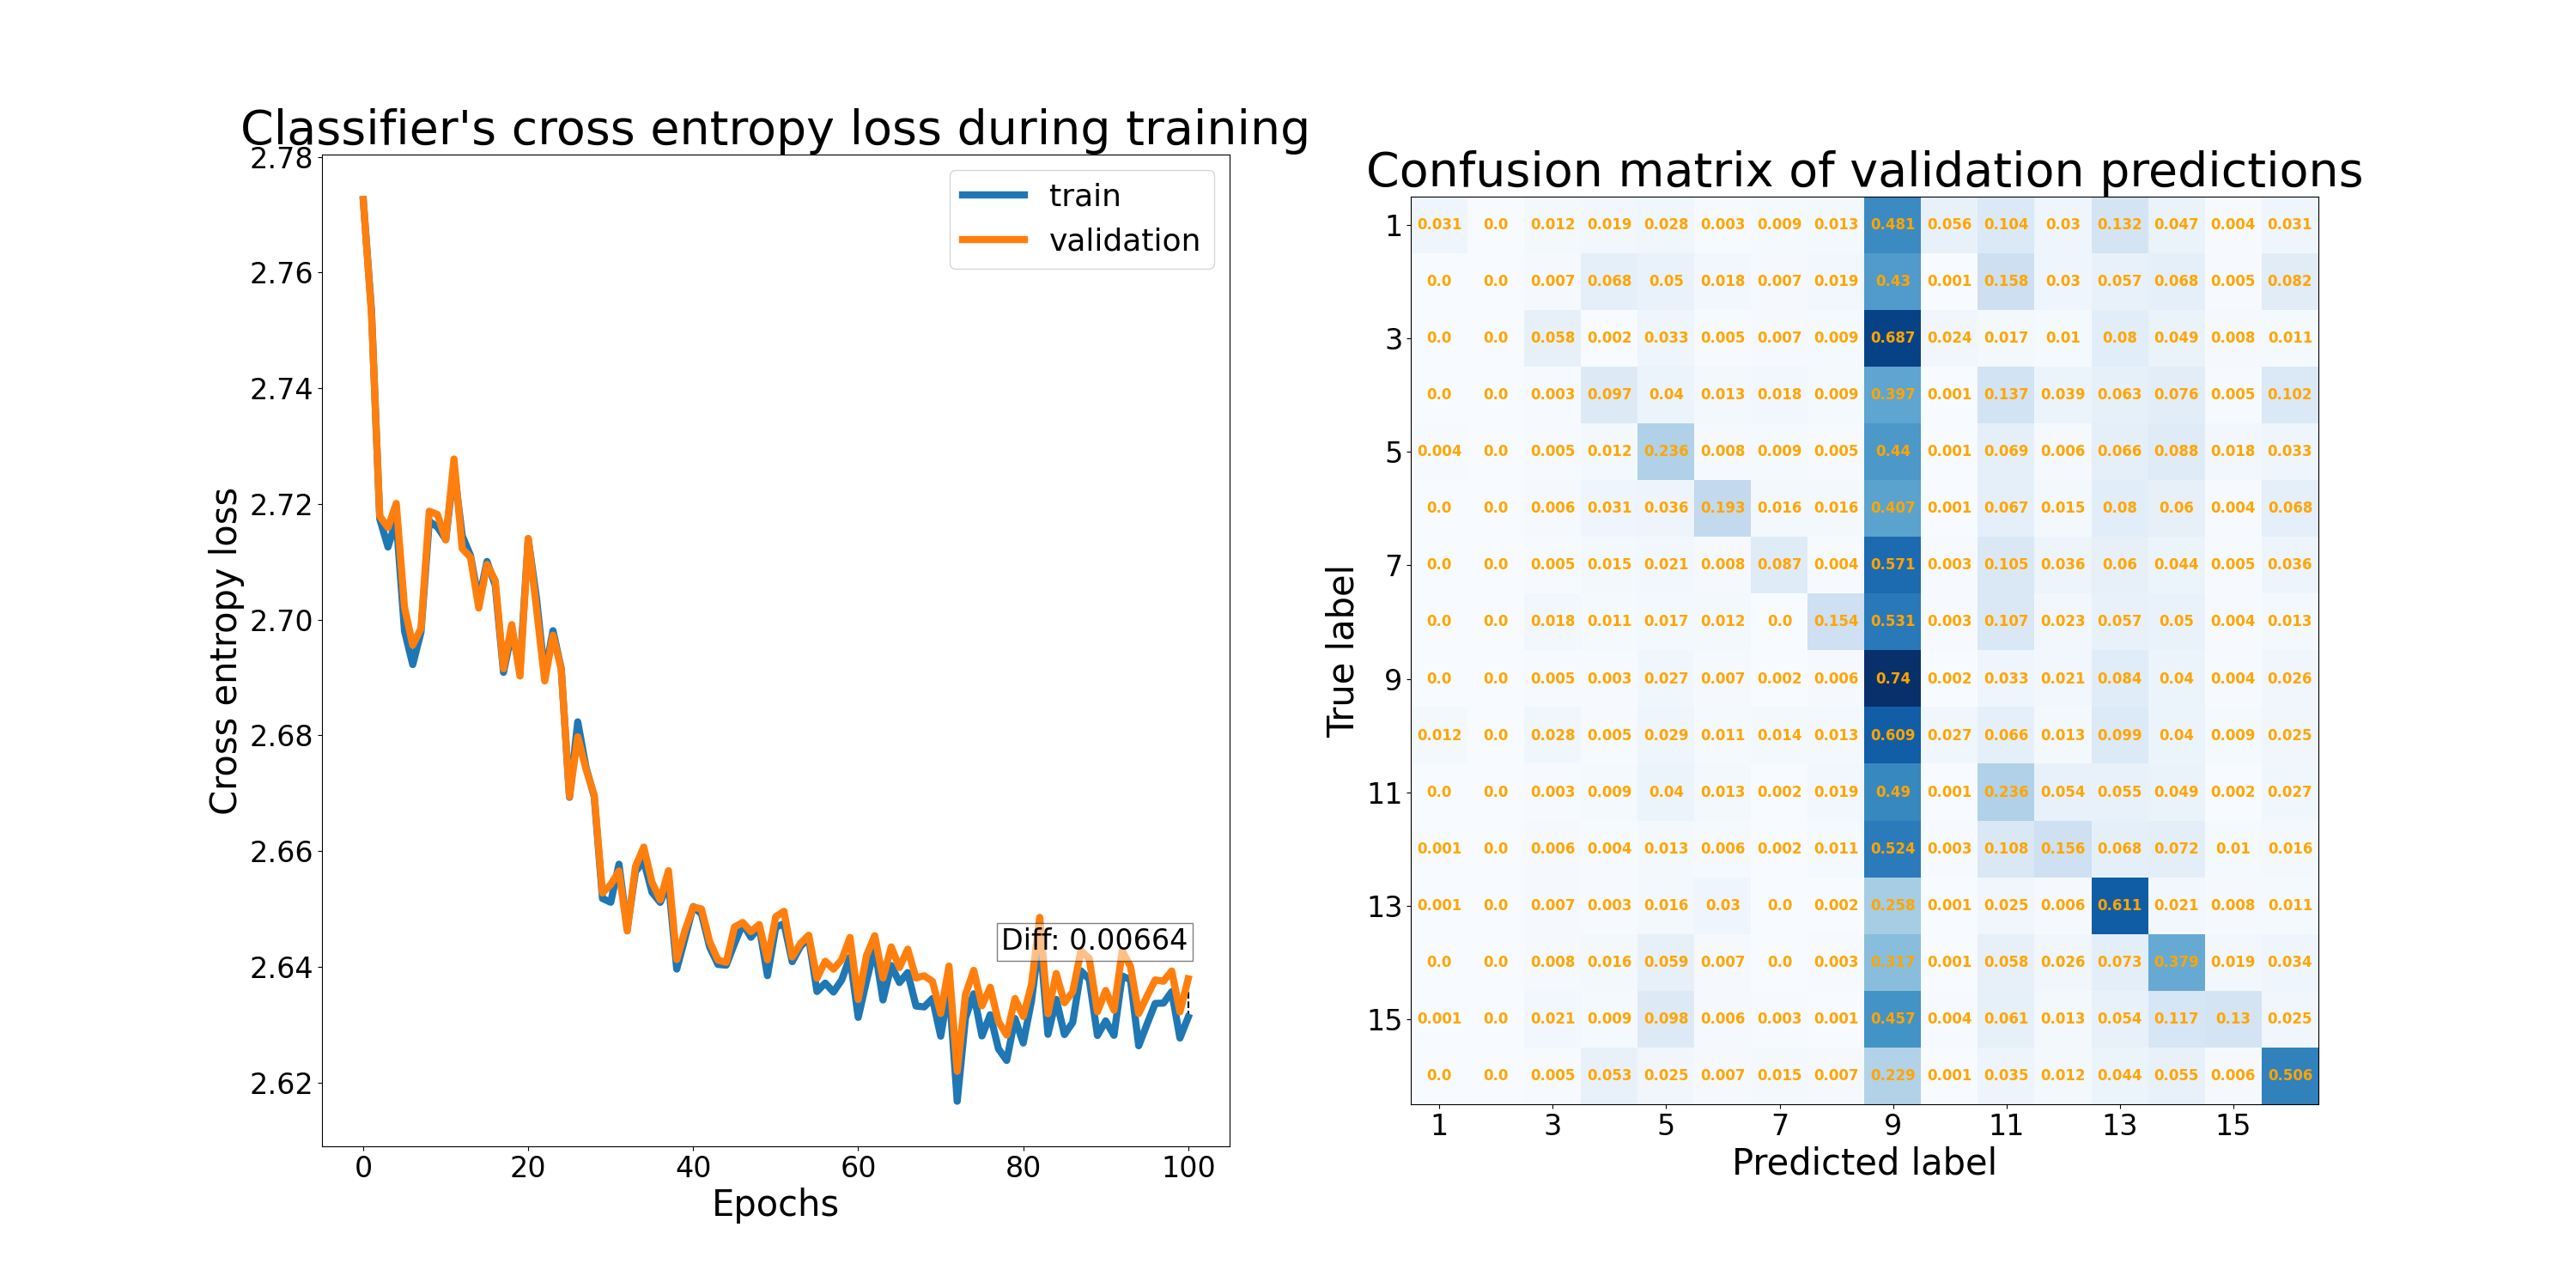 Classifier's cross entropy loss during training
2.78
2.76
2.74
2.72
2.70
2.68
2.66
2.64
2.62
Cross entropy loss
train
validation
Diff: 0.00664
0 20 40 60 80 100
Epochs
Confusion matrix of validation predictions
True label
1 0.031 0.0 0.012 0.019 0.028 0.003 0.009 0.013 0.481 0.056 0.104 0.03 0.132 0.047 0.004 0.031
0.0 0.0 0.007 0.068 0.05 0.018 0.007 0.019 0.43 0.001 0.158 0.03 0.057 0.068 0.005 0.082
3 0.0 0.0 0.058 0.002 0.033 0.005 0.007 0.009 0.687 0.024 0.017 0.01 0.08 0.049 0.008 0.011
0.0 0.0 0.003 0.097 0.04 0.013 0.018 0.009 0.397 0.001 0.137 0.039 0.063 0.076 0.005 0.102
5 0.004 0.0 0.005 0.012 0.236 0.008 0.009 0.005 0.44 0.001 0.069 0.006 0.066 0.088 0.018 0.033
0.0 0.0 0.006 0.031 0.036 0.193 0.016 0.016 0.407 0.001 0.067 0.015 0.08 0.06 0.004 0.068
7 0.0 0.0 0.005 0.015 0.021 0.008 0.087 0.004 0.571 0.003 0.105 0.036 0.06 0.044 0.005 0.036
0.0 0.0 0.018 0.011 0.017 0.012 0.0 0.154 0.531 0.003 0.107 0.023 0.057 0.05 0.004 0.013
9 0.0 0.0 0.005 0.003 0.027 0.007 0.002 0.006 0.74 0.002 0.033 0.021 0.084 0.04 0.004 0.026
0.012 0.0 0.028 0.005 0.029 0.011 0.014 0.013 0.609 0.027 0.066 0.013 0.099 0.04 0.009 0.025
11 0.0 0.0 0.003 0.009 0.04 0.013 0.002 0.019 0.49 0.001 0.236 0.054 0.055 0.049 0.002 0.027
0.001 0.0 0.006 0.004 0.013 0.006 0.002 0.011 0.524 0.003 0.108 0.156 0.068 0.072 0.01 0.016
13 0.001 0.0 0.007 0.003 0.016 0.03 0.0 0.002 0.258 0.001 0.025 0.006 0.611 0.021 0.008 0.011
0.0 0.0 0.008 0.016 0.059 0.007 0.0 0.003 0.317 0.001 0.058 0.026 0.073 0.379 0.019 0.034
15 0.001 0.0 0.021 0.009 0.098 0.006 0.003 0.001 0.457 0.004 0.061 0.013 0.054 0.117 0.13 0.025
0.0 0.0 0.005 0.053 0.025 0.007 0.015 0.007 0.229 0.001 0.035 0.012 0.044 0.055 0.006 0.506
1 3 5 7 9 11 13 15
Predicted label